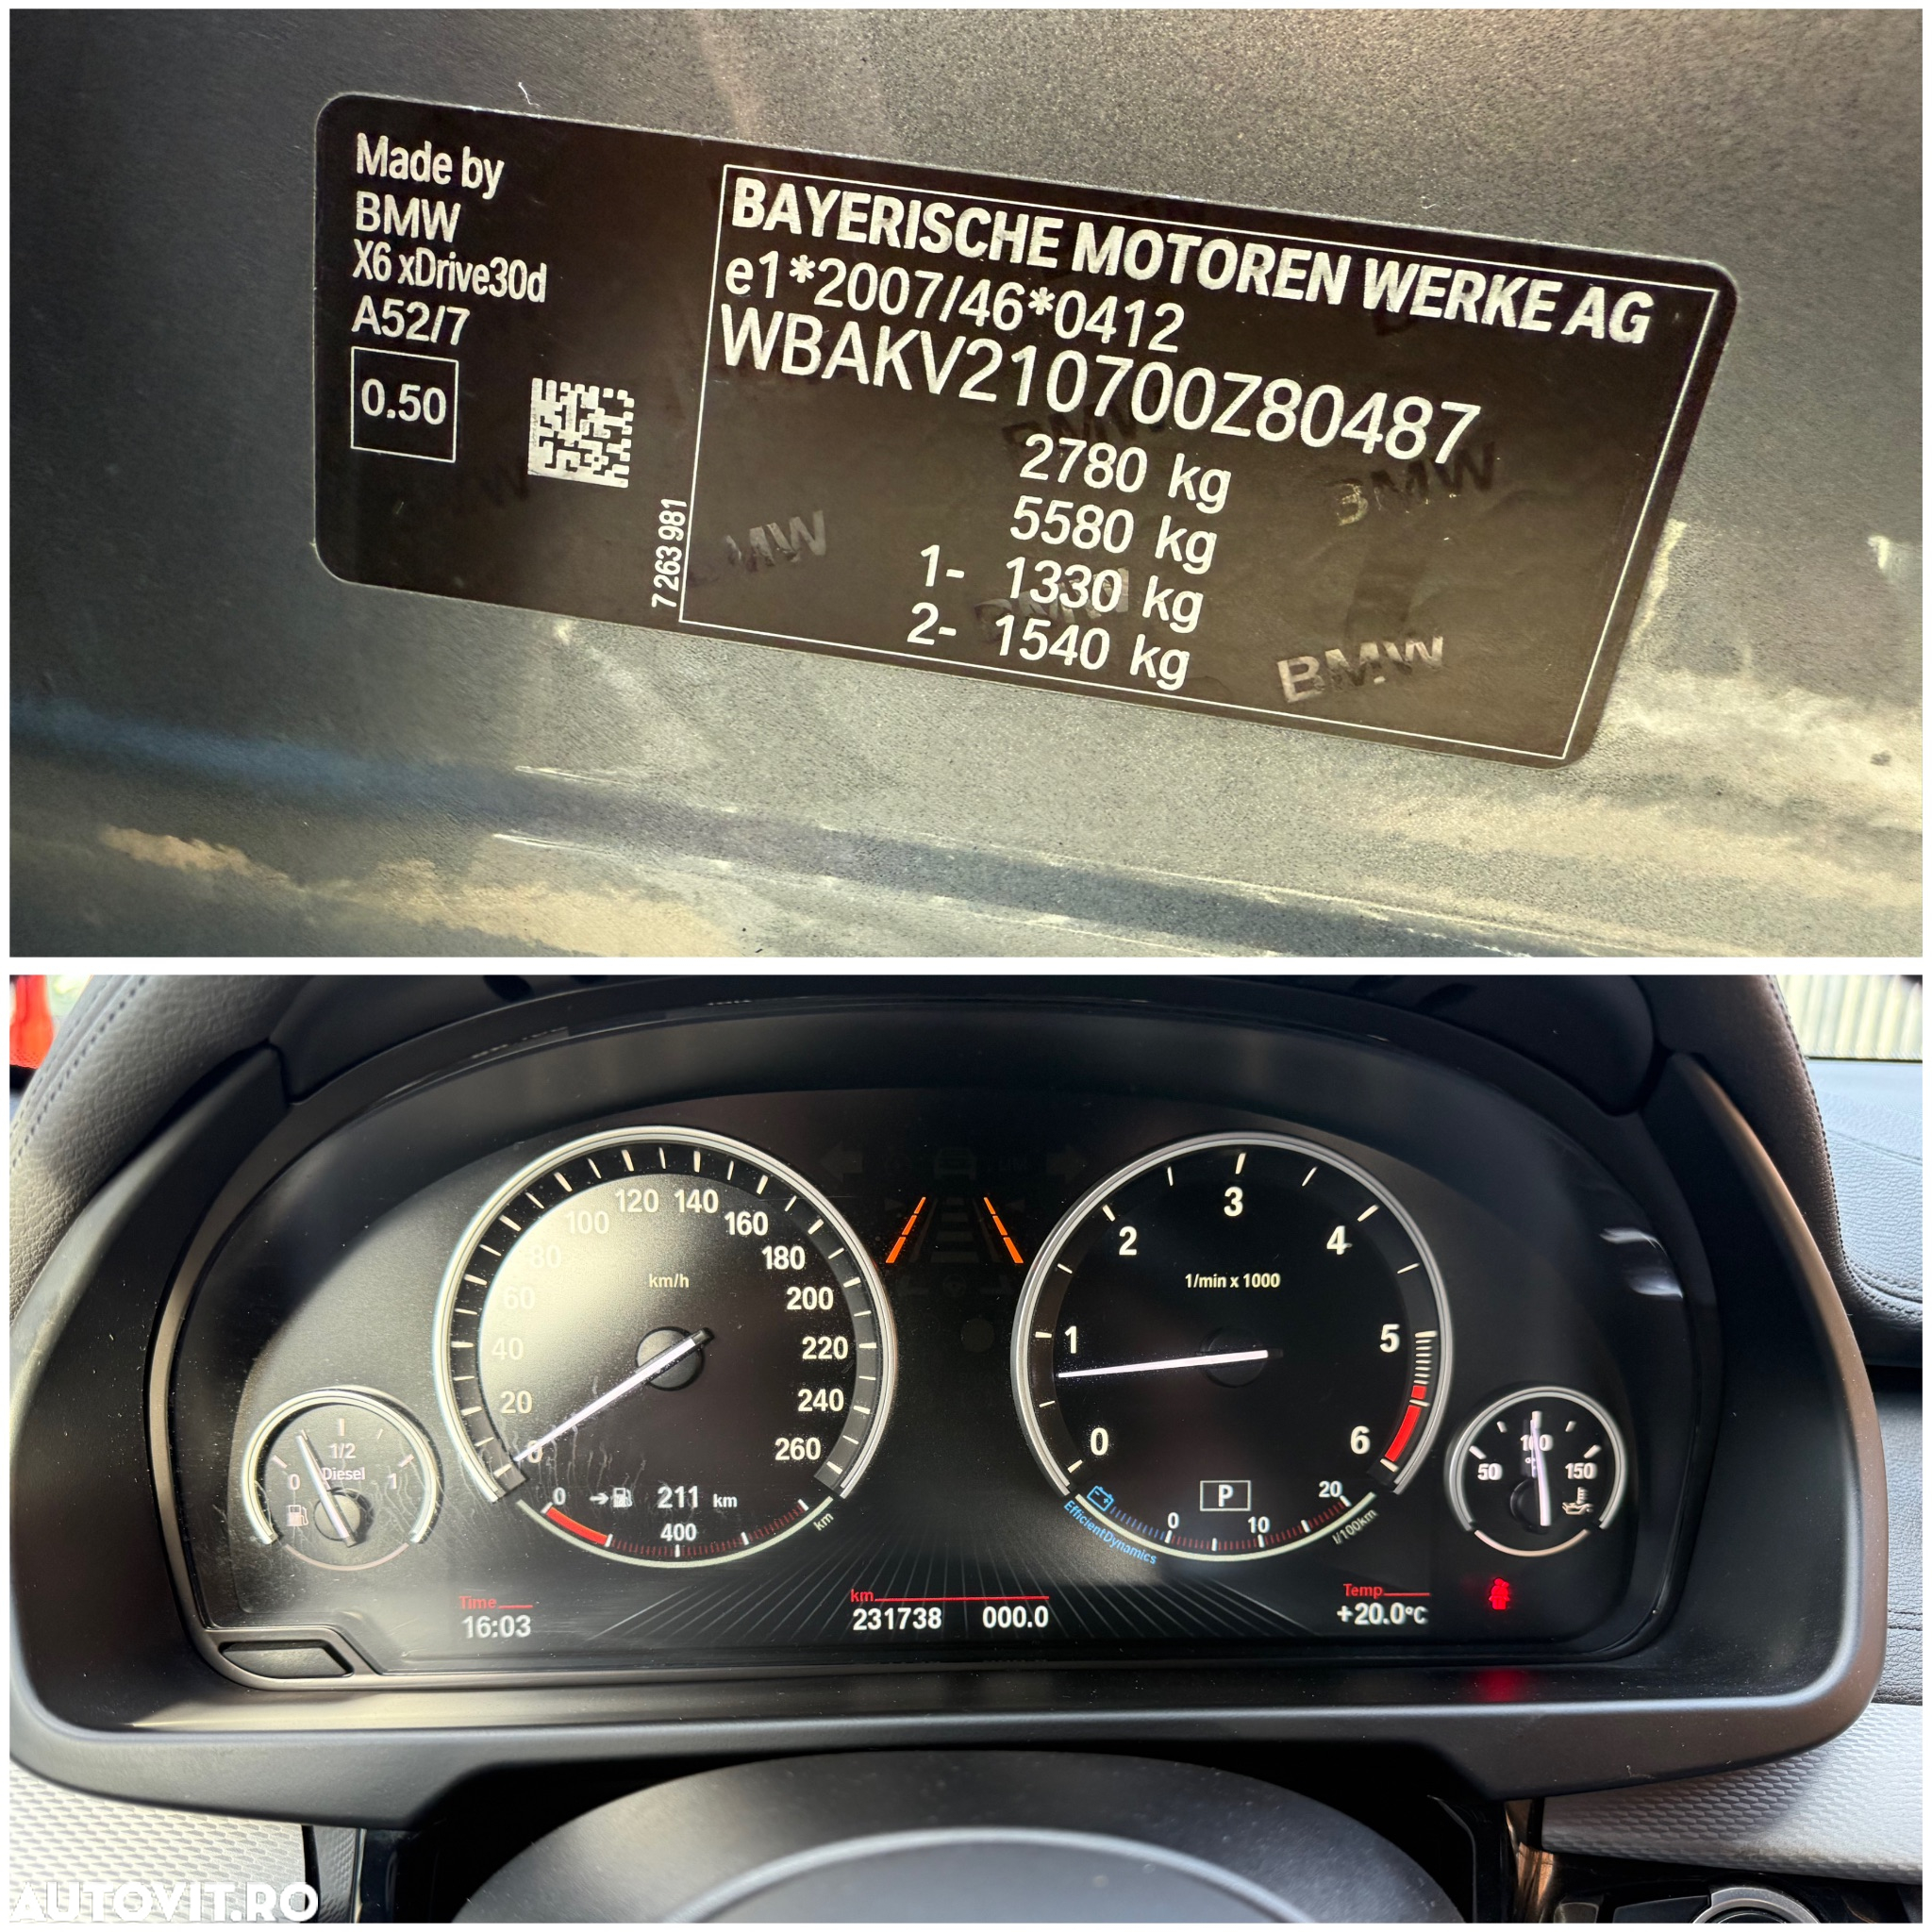 Made by
BMW
X6 xDrive30d
A52/7
0.50
7 263 981
BAYERISCHE MOTOREN WERKE AG
e1*2007/46*0412
WBAKV210700Z80487
2780 kg
5580 kg
1- 1330 kg
2- 1540 kg
BMW
BMW
BMW
0 20 40 60 80 100 120 140 160 180 200 220 240 260
km/h
0 1 2 3 4 5 6
1/min x 1000
0 1/2 1
Diesel
0 211 km
400
km
P
0 10 20
l/100km
EfficientDynamics
50 100 150
°C
Time
16:03
km
231738 000.0
Temp
+20.0°C
AUTOVIT.RO